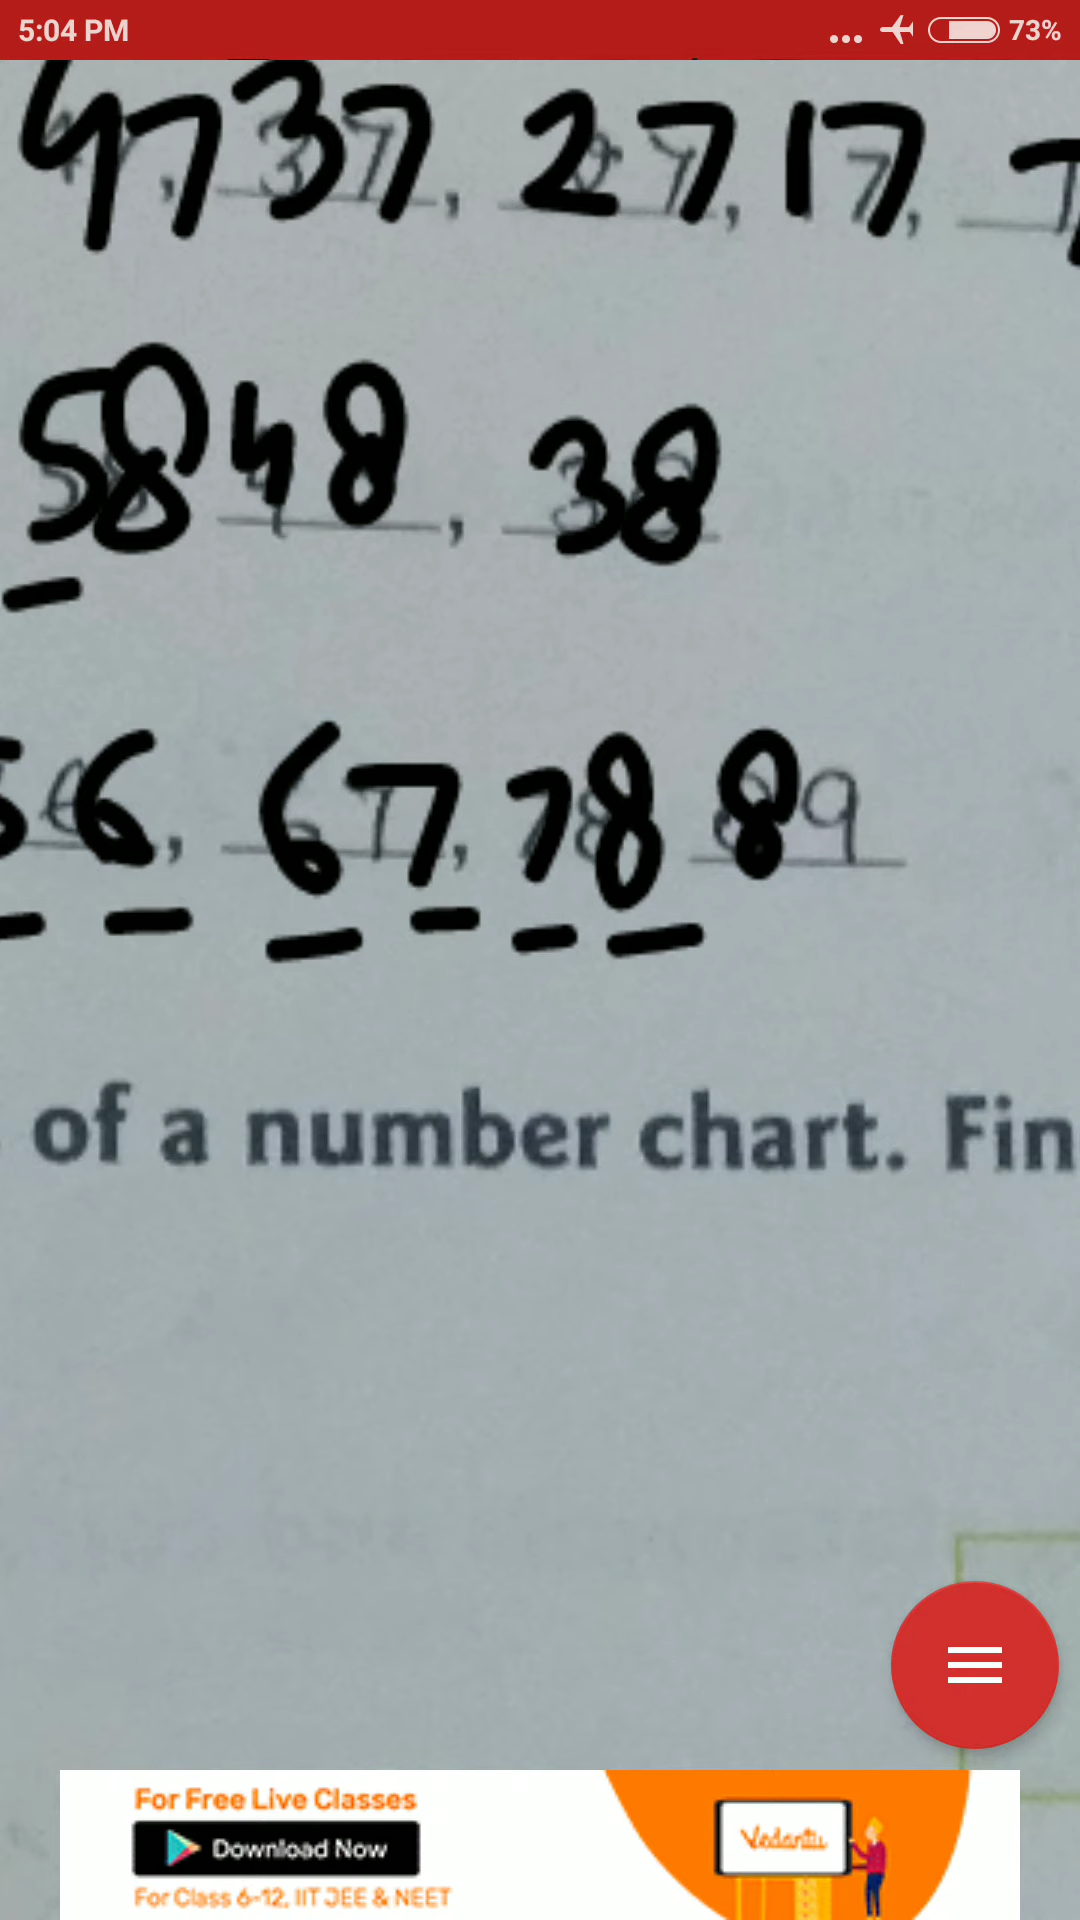 5:04 PM ... 73%
47 37, 27, 17, 7
58 48, 38
56, 67, 78 89
of a number chart. Fin
For Free Live Classes
Download Now
Vedantu
For Class 6-12, IIT JEE & NEET